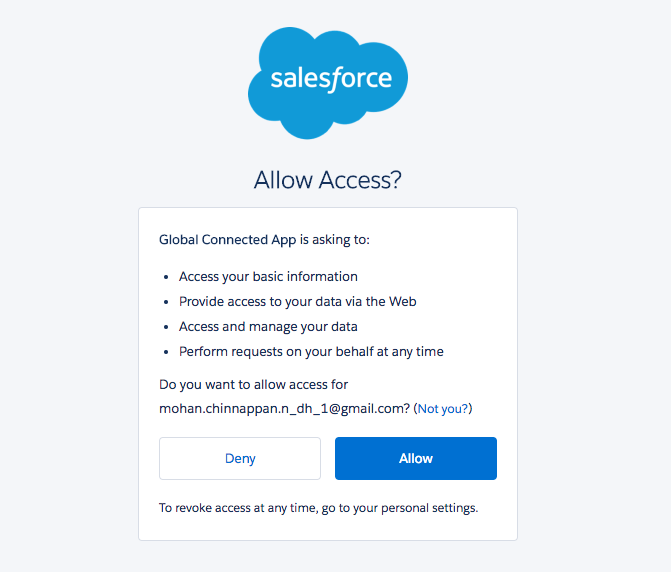 salesforce
Allow Access?
Global Connected App is asking to:
• Access your basic information
• Provide access to your data via the Web
• Access and manage your data
• Perform requests on your behalf at any time
Do you want to allow access for
mohan.chinnappan.n_dh_1@gmail.com? (Not you?)
Deny
Allow
To revoke access at any time, go to your personal settings.